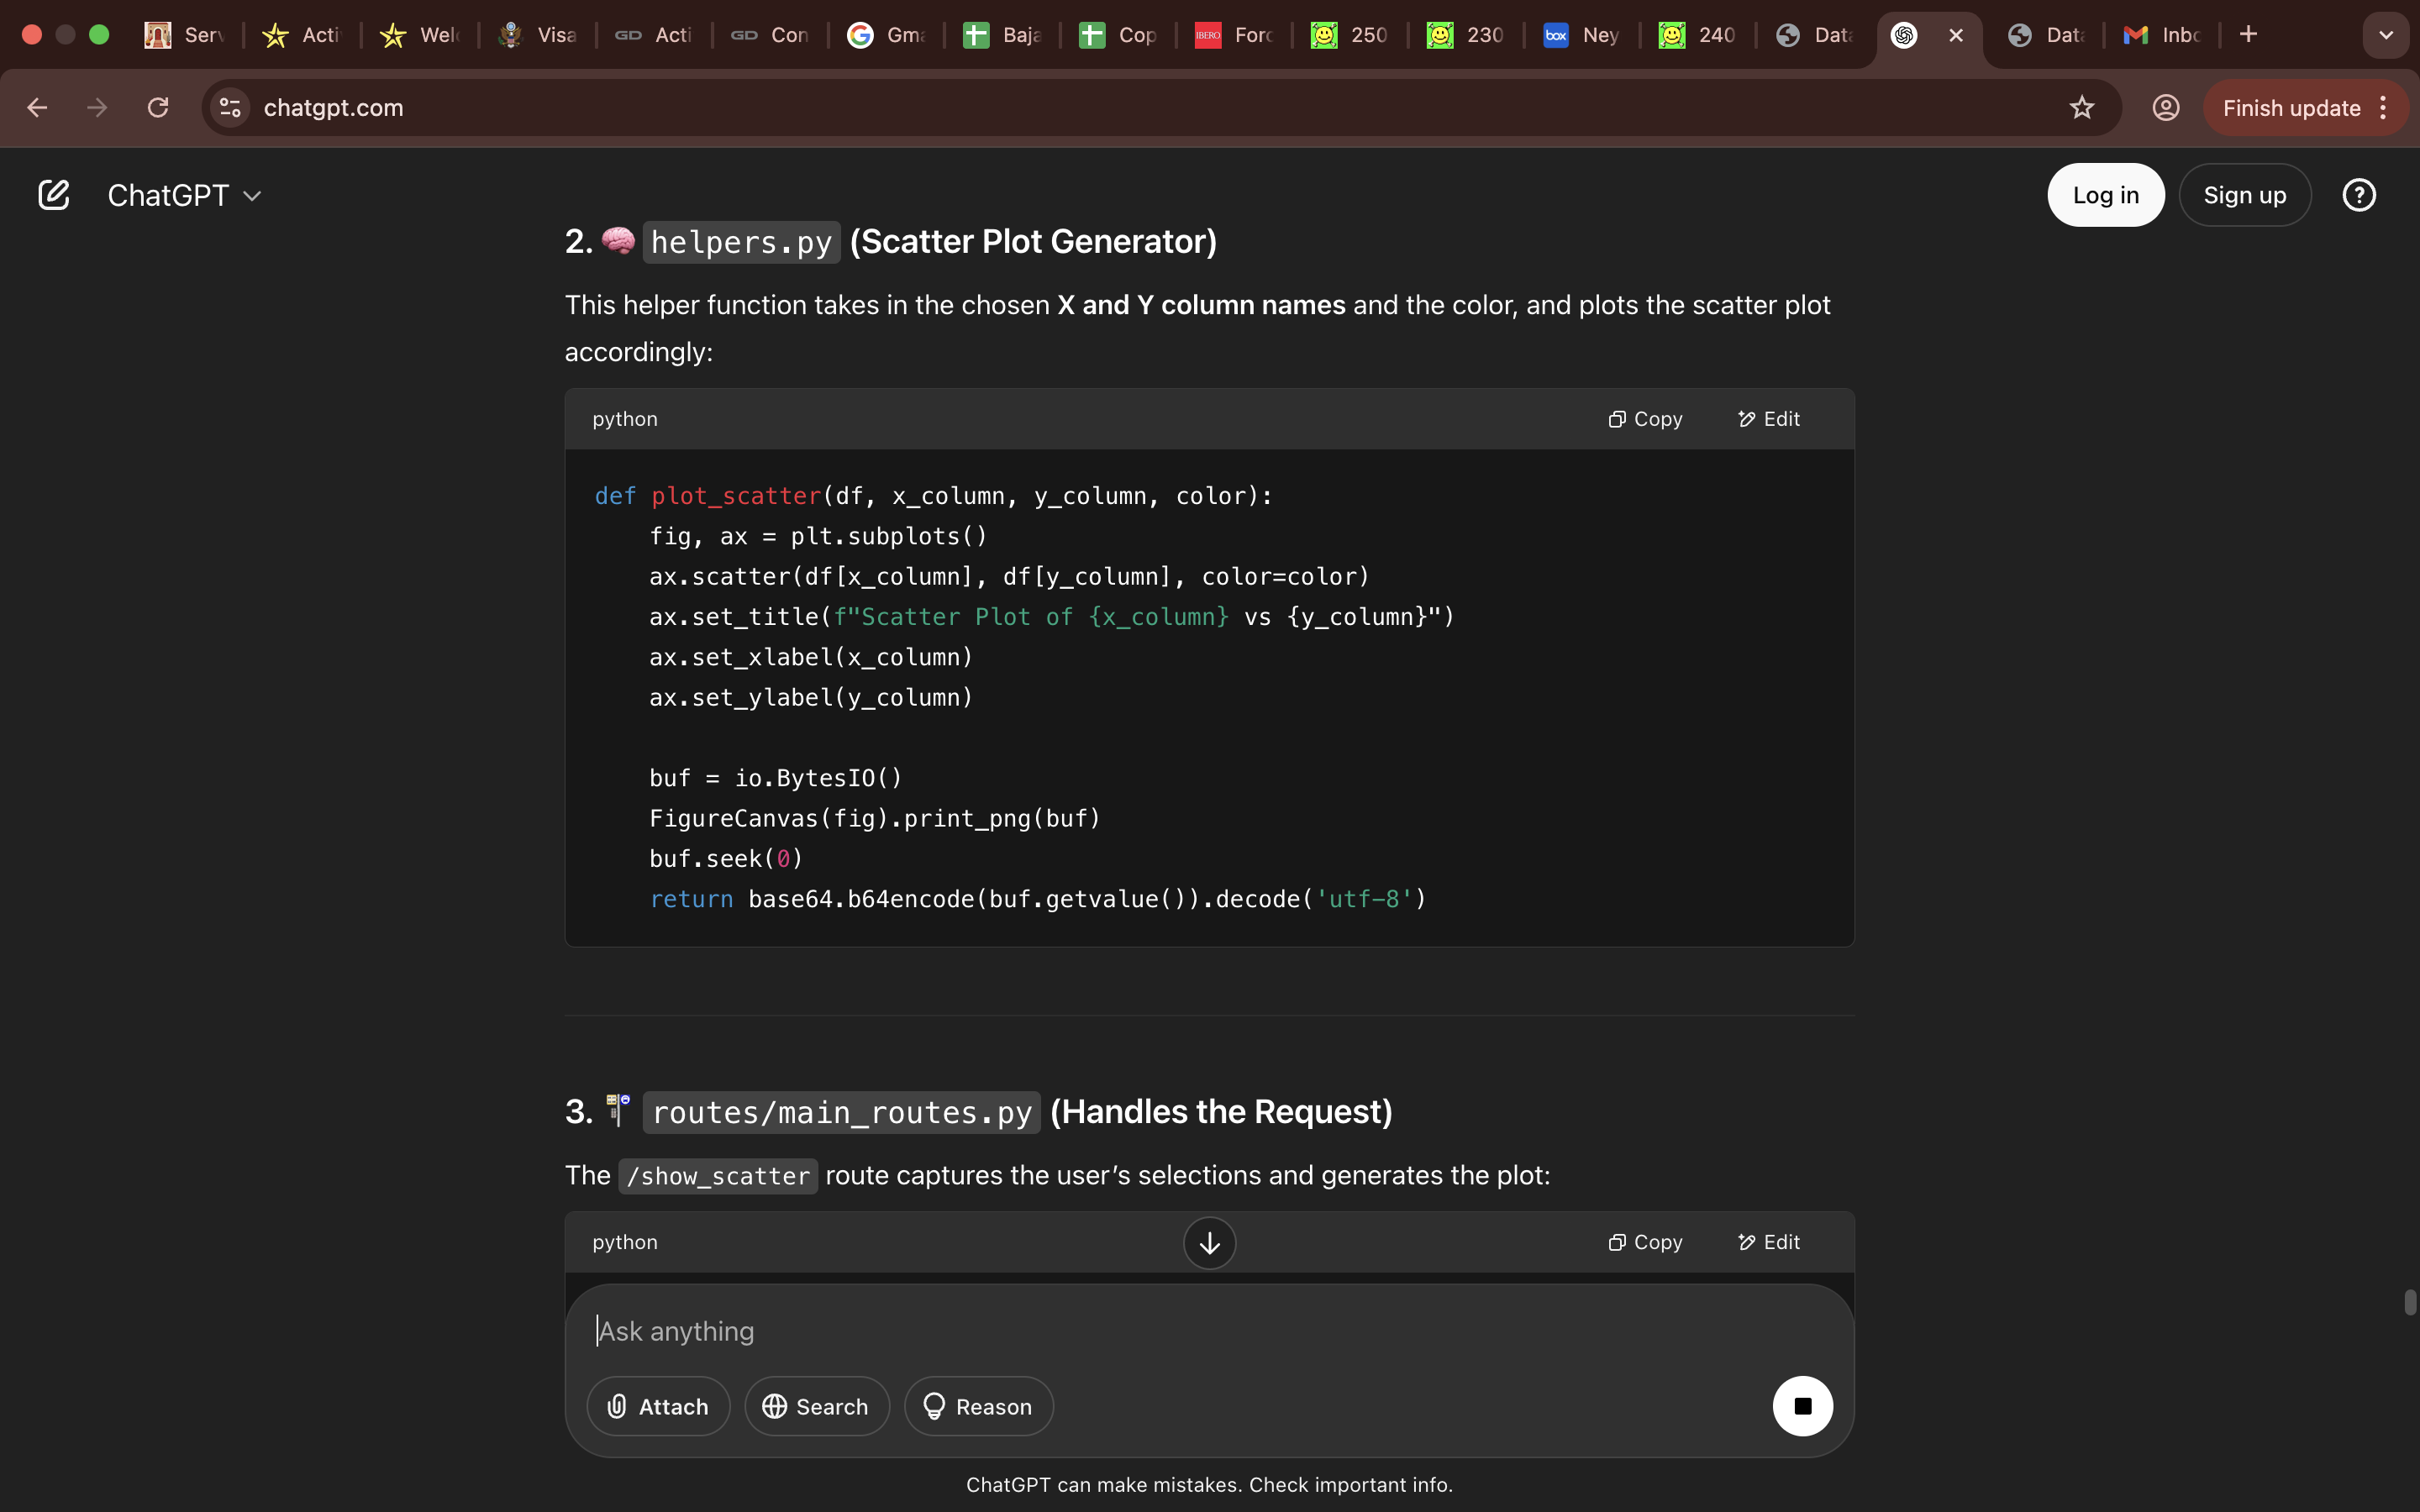 Serv
Acti
Welc
Visa
GD Acti
GD Con
Gma
Baja
Cop
IBERO Forc
250
230
box Ney
240
Data
Data
Inbo
chatgpt.com
Finish update
ChatGPT
Log in
Sign up
2. helpers.py (Scatter Plot Generator)
This helper function takes in the chosen X and Y column names and the color, and plots the scatter plot
accordingly:
python
Copy
Edit
def plot_scatter(df, x_column, y_column, color):
    fig, ax = plt.subplots()
    ax.scatter(df[x_column], df[y_column], color=color)
    ax.set_title(f"Scatter Plot of {x_column} vs {y_column}")
    ax.set_xlabel(x_column)
    ax.set_ylabel(y_column)
    buf = io.BytesIO()
    FigureCanvas(fig).print_png(buf)
    buf.seek(0)
    return base64.b64encode(buf.getvalue()).decode('utf-8')
3. routes/main_routes.py (Handles the Request)
The /show_scatter route captures the user’s selections and generates the plot:
python
Copy
Edit
Ask anything
Attach
Search
Reason
ChatGPT can make mistakes. Check important info.